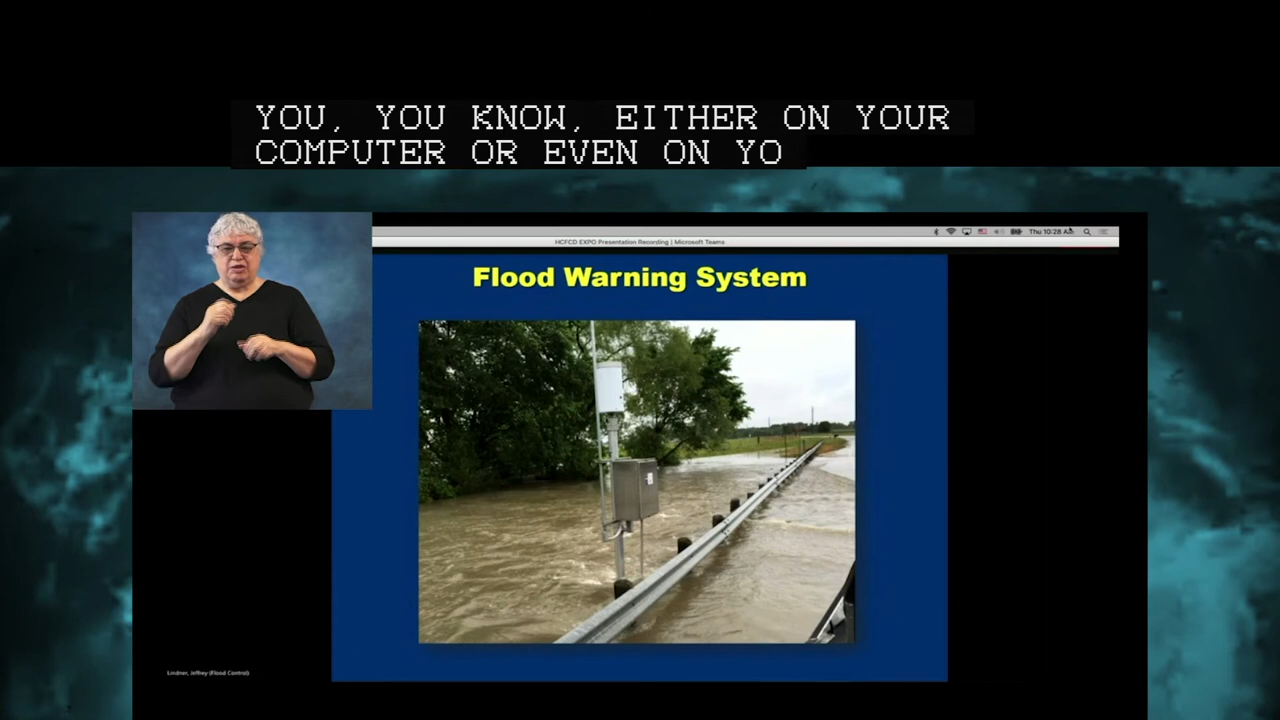 YOU, YOU KNOW, EITHER ON YOUR
COMPUTER OR EVEN ON YO
Thu 10:28 AM
HCFCD EXPO Presentation Recording | Microsoft Teams
Flood Warning System
Lindner, Jeffrey (Flood Control)